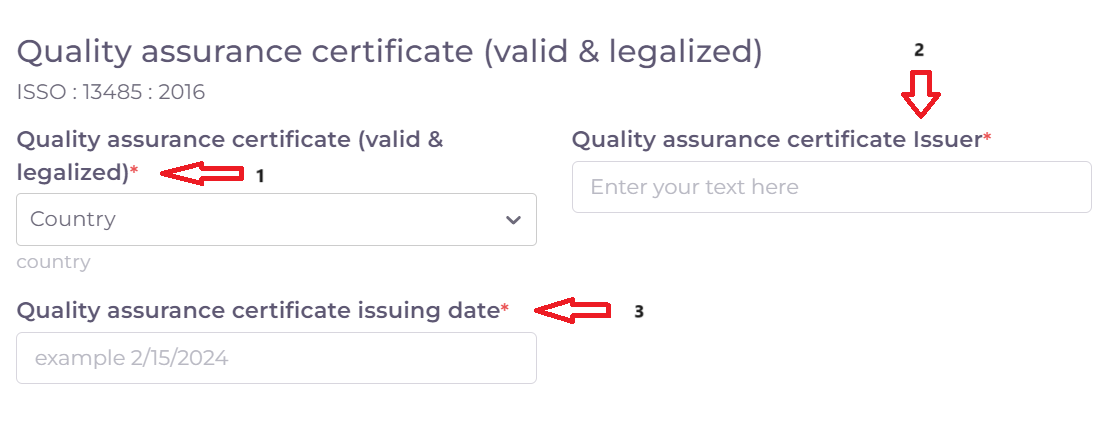 Quality assurance certificate (valid & legalized)
2
ISSO : 13485 : 2016
Quality assurance certificate (valid &
legalized)*
1
Quality assurance certificate Issuer*
Country
Enter your text here
country
Quality assurance certificate issuing date*
3
example 2/15/2024